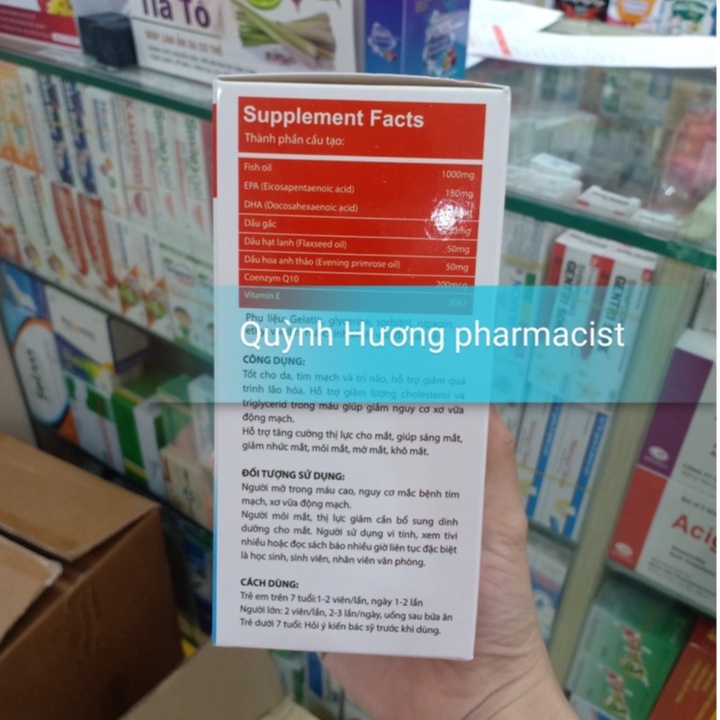 Tía Tô
Supplement Facts
Thành phần cấu tạo:
Fish oil 1000mg
EPA (Eicosapentaenoic acid) 180mg
DHA (Docosahexaenoic acid)
Dầu gấc
Dầu hạt lanh (Flaxseed oil) 50mg
Dầu hoa anh thảo (Evening primrose oil) 50mg
Coenzym Q10 200mcg
Vitamin E
Phụ liệu: Gelatin, glycerin, sorbitol, nipagin,
Quỳnh Hương pharmacist
CÔNG DỤNG:
Tốt cho da, tim mạch và trí não, hỗ trợ giảm quá
trình lão hóa. Hỗ trợ giảm lượng cholesterol và
triglycerid trong máu giúp giảm nguy cơ xơ vữa
động mạch.
Hỗ trợ tăng cường thị lực cho mắt, giúp sáng mắt,
giảm nhức mắt, mỏi mắt, mờ mắt, khô mắt.
ĐỐI TƯỢNG SỬ DỤNG:
Người mỡ trong máu cao, nguy cơ mắc bệnh tim
mạch, xơ vữa động mạch.
Người mỏi mắt, thị lực giảm cần bổ sung dinh
dưỡng cho mắt. Người sử dụng vi tính, xem tivi
nhiều hoặc đọc sách báo nhiều giờ liên tục đặc biệt
là học sinh, sinh viên, nhân viên văn phòng.
CÁCH DÙNG:
Trẻ em trên 7 tuổi:1-2 viên/lần, ngày 1-2 lần
Người lớn: 2 viên/lần, 2-3 lần/ngày, uống sau bữa ăn
Trẻ dưới 7 tuổi: Hỏi ý kiến bác sỹ trước khi dùng.